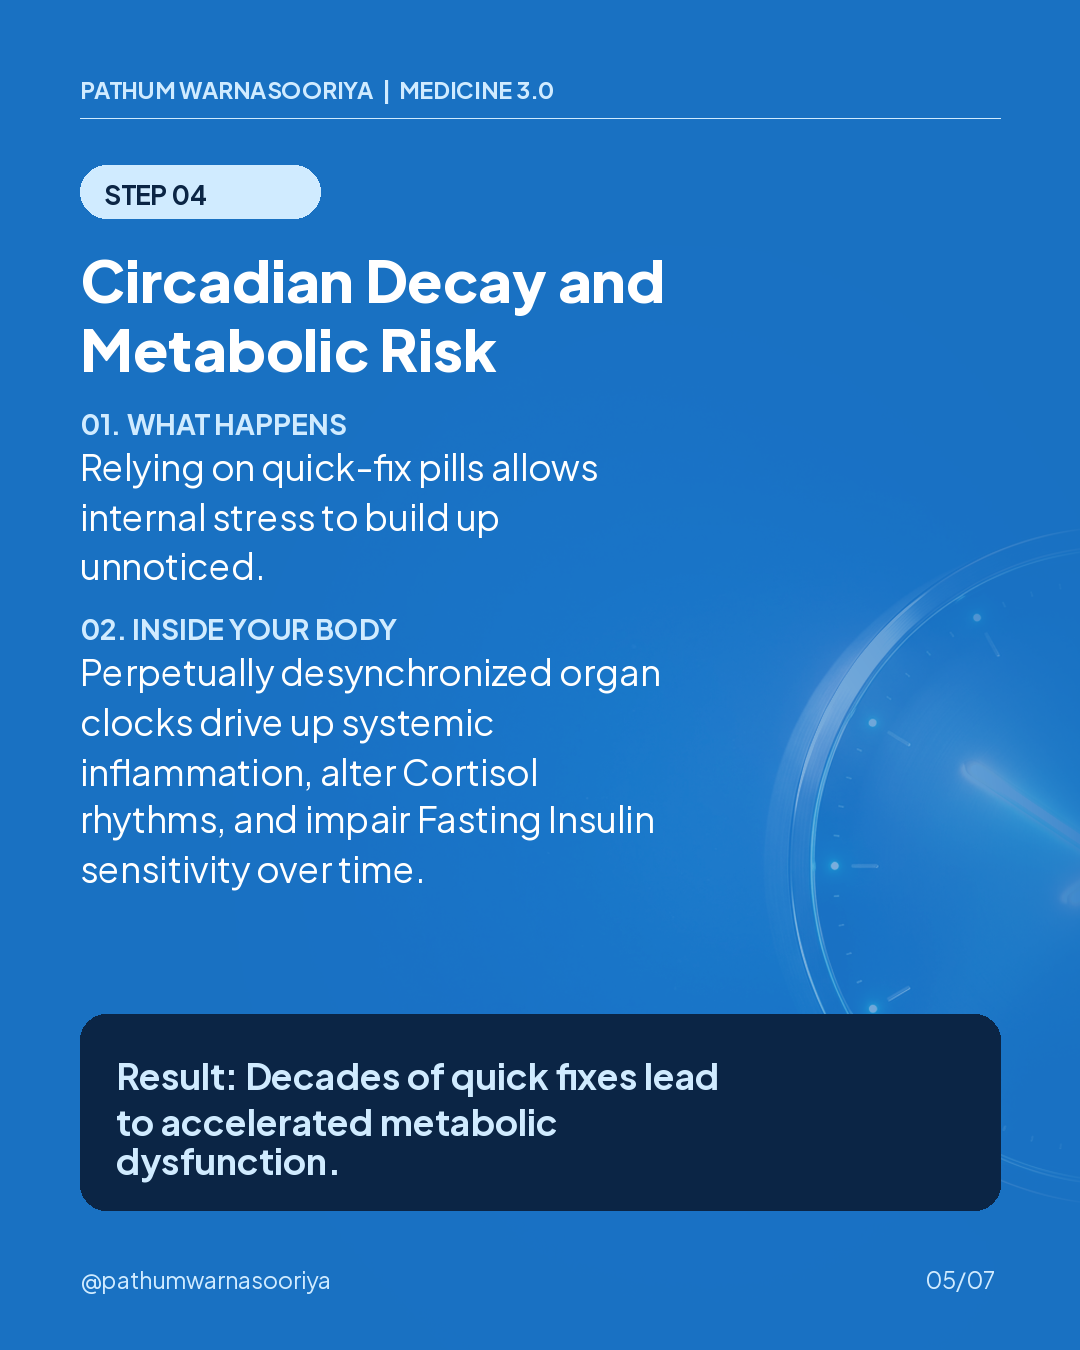 PATHUM WARNASOORIYA | MEDICINE 3.0
STEP 04
Circadian Decay and
Metabolic Risk
01. WHAT HAPPENS
Relying on quick-fix pills allows
internal stress to build up
unnoticed.
02. INSIDE YOUR BODY
Perpetually desynchronized organ
clocks drive up systemic
inflammation, alter Cortisol
rhythms, and impair Fasting Insulin
sensitivity over time.
Result: Decades of quick fixes lead
to accelerated metabolic
dysfunction.
@pathumwarnasooriya
05/07